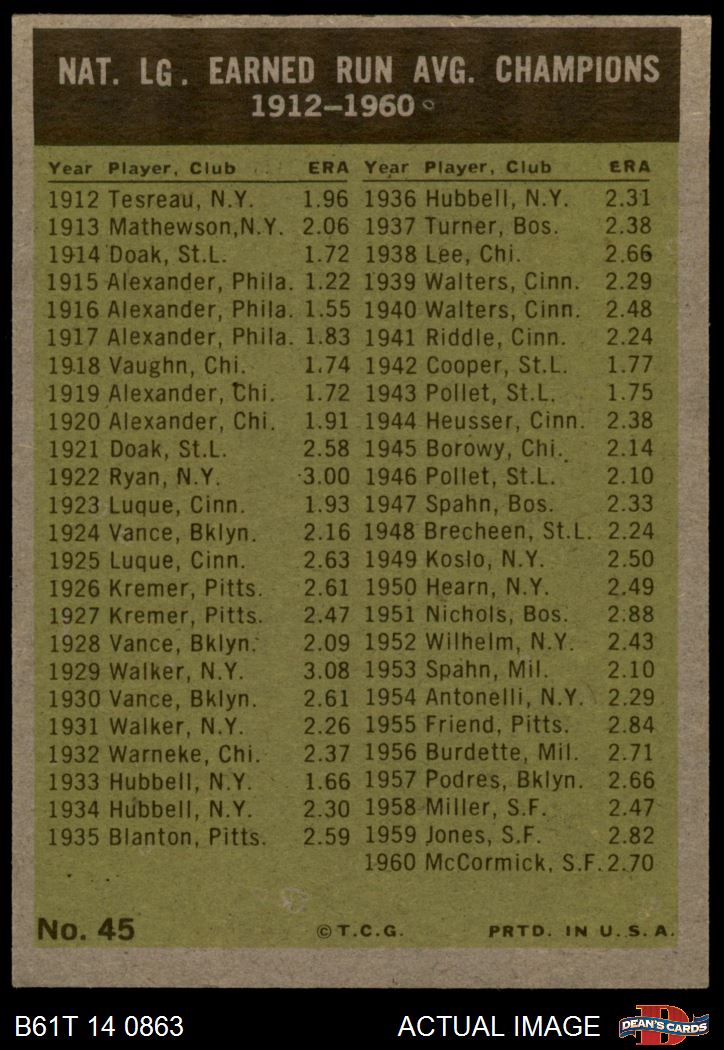 NAT. LG. EARNED RUN AVG. CHAMPIONS
1912–1960
Year Player, Club ERA Year Player, Club ERA
1912 Tesreau, N.Y. 1.96 1936 Hubbell, N.Y. 2.31
1913 Mathewson, N.Y. 2.06 1937 Turner, Bos. 2.38
1914 Doak, St.L. 1.72 1938 Lee, Chi. 2.66
1915 Alexander, Phila. 1.22 1939 Walters, Cinn. 2.29
1916 Alexander, Phila. 1.55 1940 Walters, Cinn. 2.48
1917 Alexander, Phila. 1.83 1941 Riddle, Cinn. 2.24
1918 Vaughn, Chi. 1.74 1942 Cooper, St.L. 1.77
1919 Alexander, Chi. 1.72 1943 Pollet, St.L. 1.75
1920 Alexander, Chi. 1.91 1944 Heusser, Cinn. 2.38
1921 Doak, St.L. 2.58 1945 Borowy, Chi. 2.14
1922 Ryan, N.Y. 3.00 1946 Pollet, St.L. 2.10
1923 Luque, Cinn. 1.93 1947 Spahn, Bos. 2.33
1924 Vance, Bklyn. 2.16 1948 Brecheen, St.L. 2.24
1925 Luque, Cinn. 2.63 1949 Koslo, N.Y. 2.50
1926 Kremer, Pitts. 2.61 1950 Hearn, N.Y. 2.49
1927 Kremer, Pitts. 2.47 1951 Nichols, Bos. 2.88
1928 Vance, Bklyn. 2.09 1952 Wilhelm, N.Y. 2.43
1929 Walker, N.Y. 3.08 1953 Spahn, Mil. 2.10
1930 Vance, Bklyn. 2.61 1954 Antonelli, N.Y. 2.29
1931 Walker, N.Y. 2.26 1955 Friend, Pitts. 2.84
1932 Warneke, Chi. 2.37 1956 Burdette, Mil. 2.71
1933 Hubbell, N.Y. 1.66 1957 Podres, Bklyn. 2.66
1934 Hubbell, N.Y. 2.30 1958 Miller, S.F. 2.47
1935 Blanton, Pitts. 2.59 1959 Jones, S.F. 2.82
1960 McCormick, S.F. 2.70
No. 45 © T.C.G. PRTD. IN U.S.A.
B61T 14 0863 ACTUAL IMAGE D DEAN'S CARDS